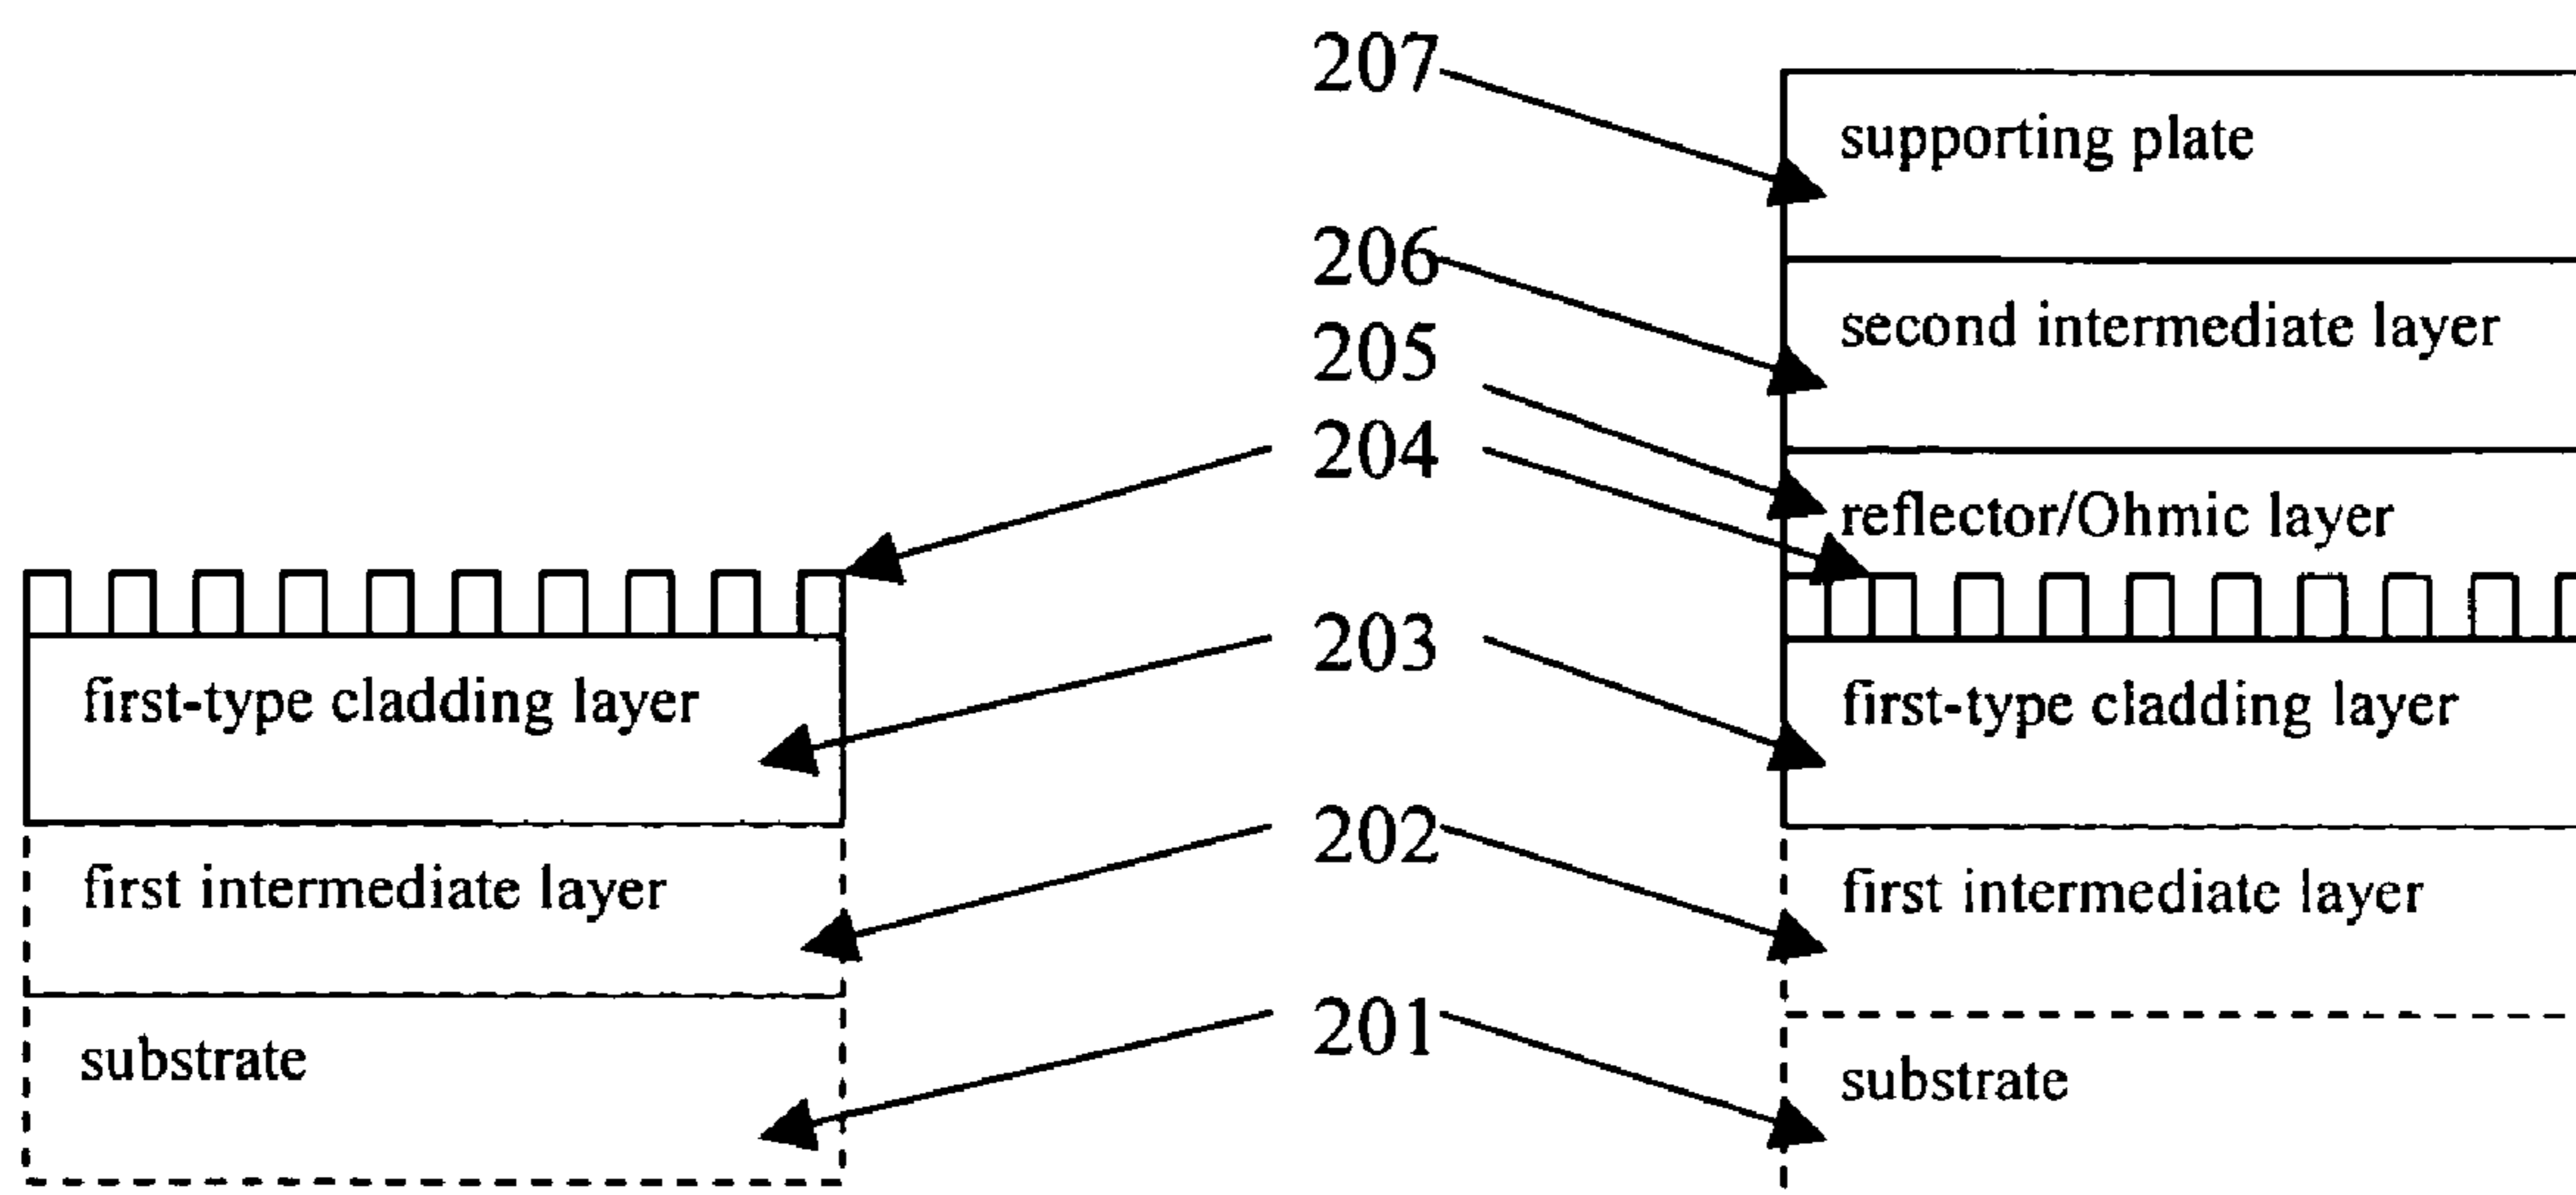 207
supporting plate
206
second intermediate layer
205
204
reflector/Ohmic layer
203
first-type cladding layer
first-type cladding layer
202
first intermediate layer
first intermediate layer
201
substrate
substrate